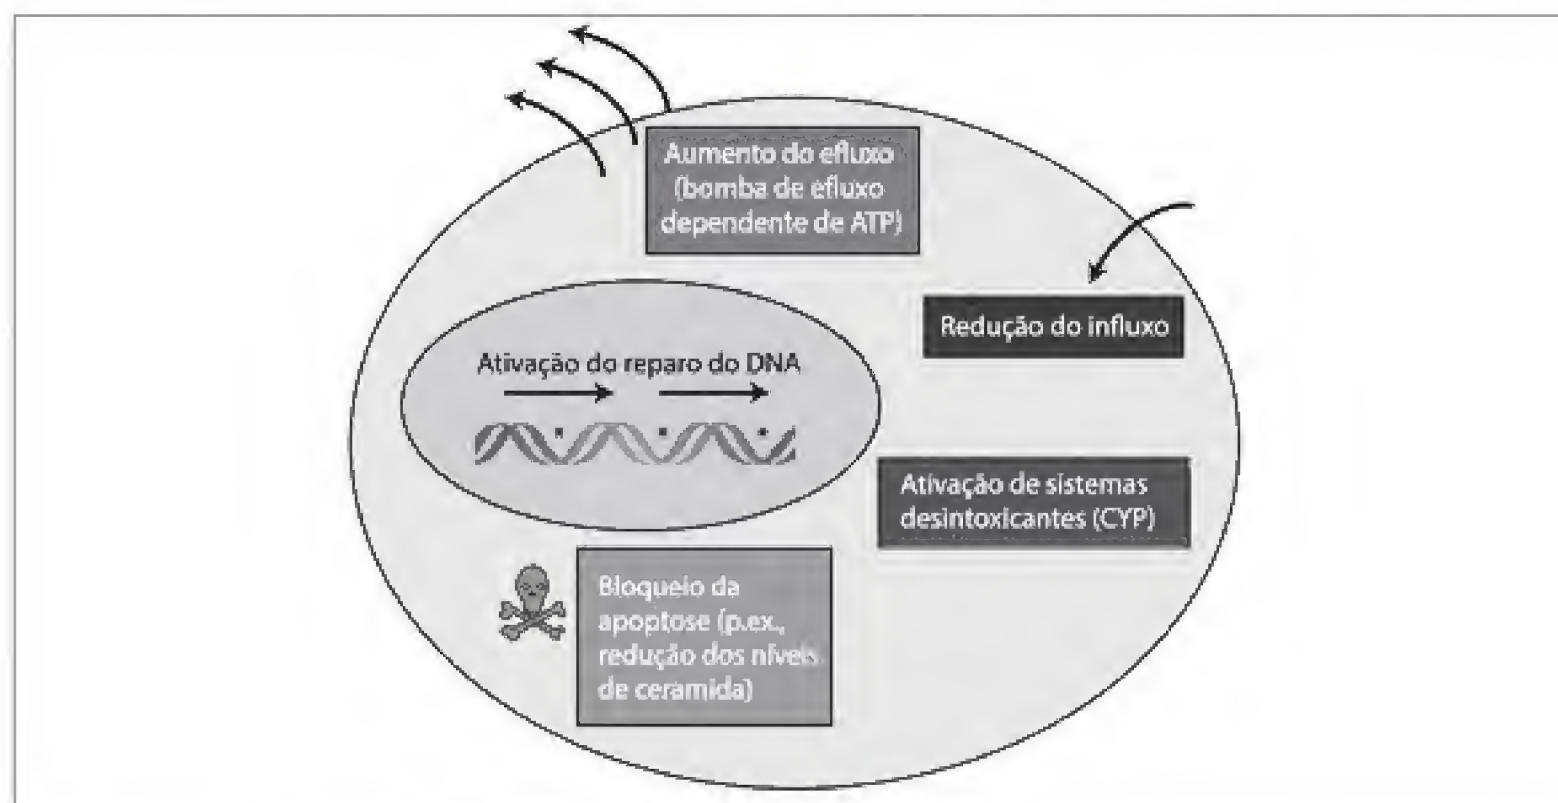 Aumento do efluxo
(bomba de efluxo
dependente de ATP)
Redução do influxo
Ativação do reparo do DNA
Ativação de sistemas
desintoxicantes (CYP)
Bloqueio da
apoptose (p.ex.,
redução dos níveis
de ceramida)